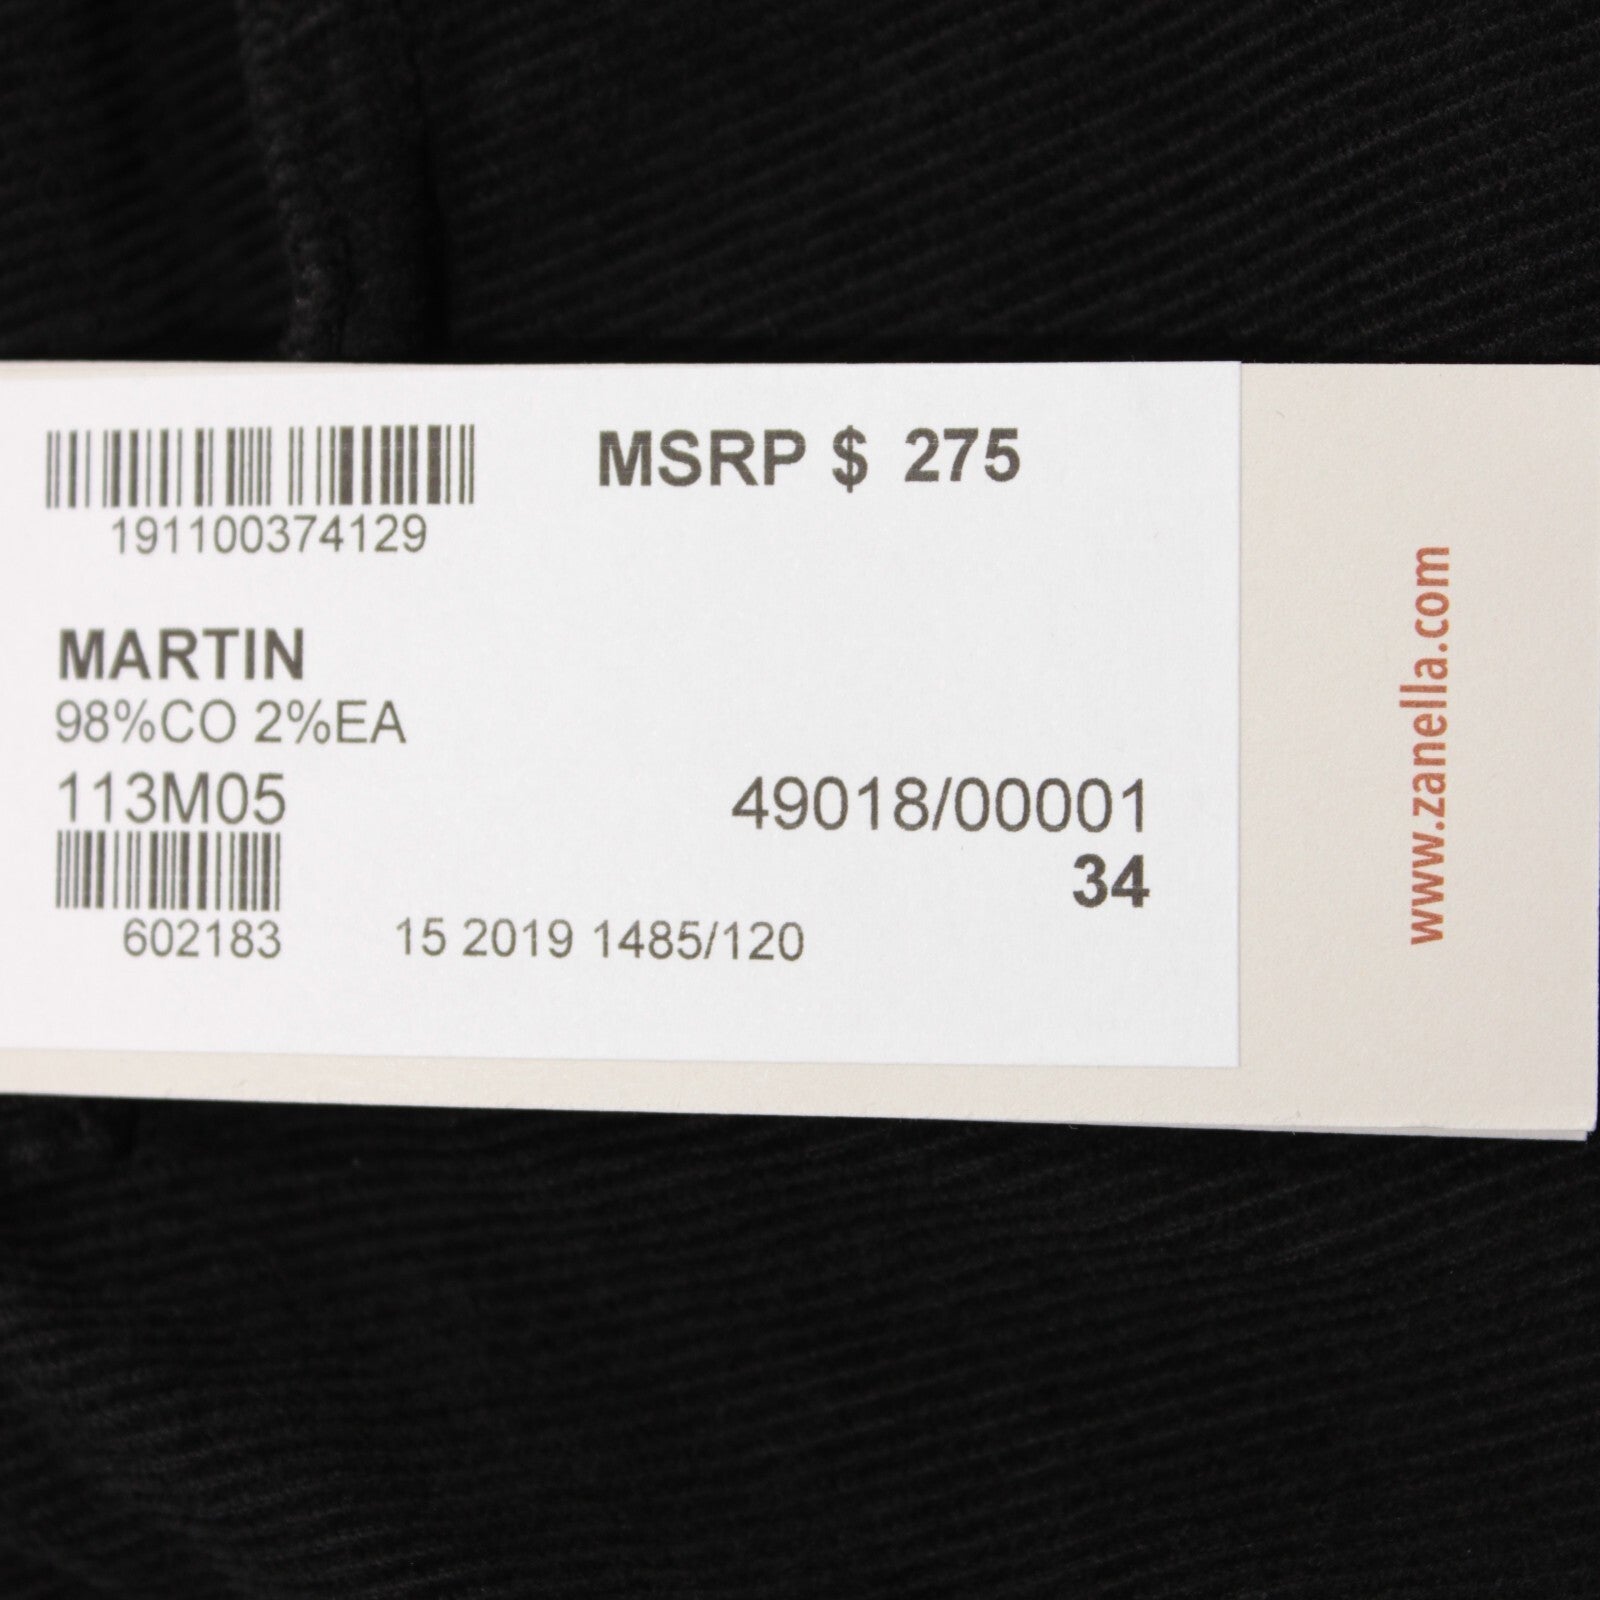 MSRP $ 275
191100374129
MARTIN
98%CO 2%EA
113M05
49018/00001
34
602183
15 2019 1485/120
www.zanella.com